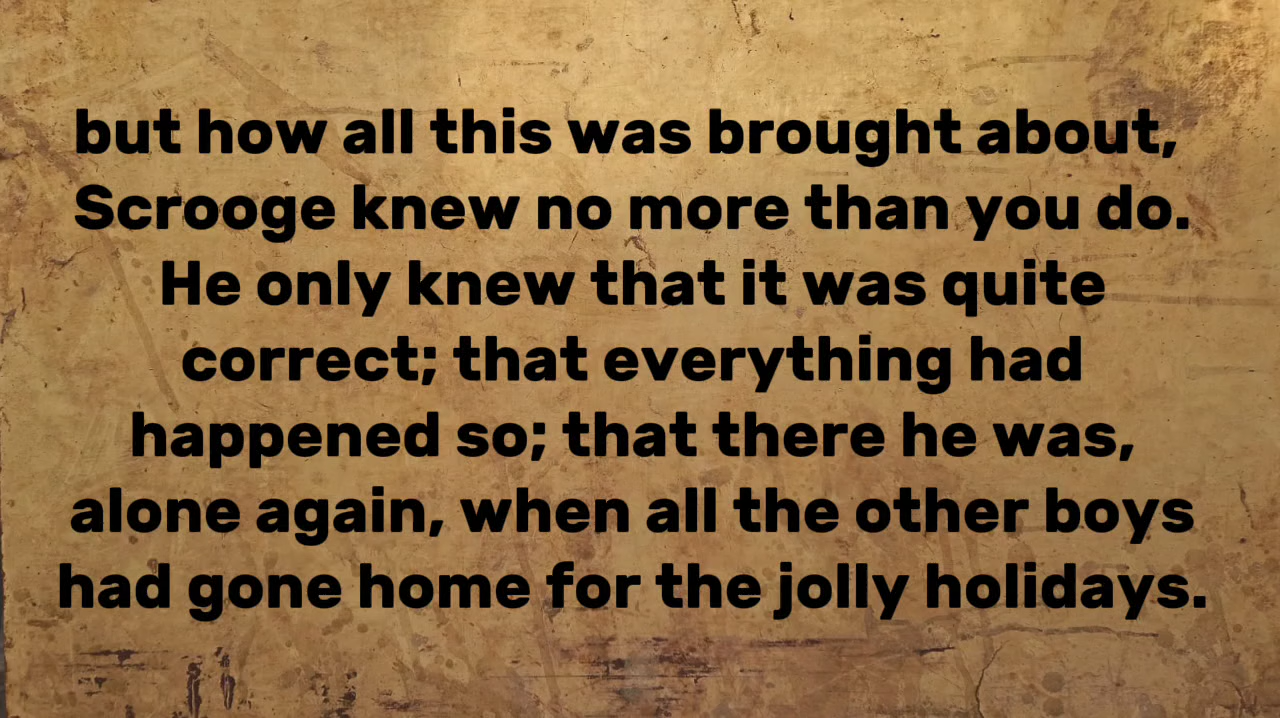 but how all this was brought about,
Scrooge knew no more than you do.
He only knew that it was quite
correct; that everything had
happened so; that there he was,
alone again, when all the other boys
had gone home for the jolly holidays.